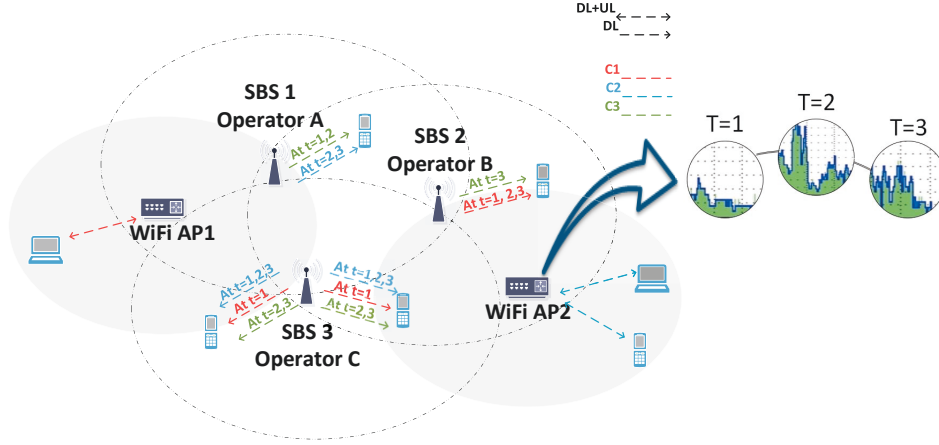 DL+UL
DL
C1
C2
C3
T=1
T=2
T=3
SBS 1
Operator A
At t=1,2
At t=2,3
SBS 2
Operator B
At t=3
At t=1, 2,3
WiFi AP1
At t=1,2,3
At t=1
At t=2,3
At t=1,2,3
At t=1
At t=2,3
SBS 3
Operator C
WiFi AP2